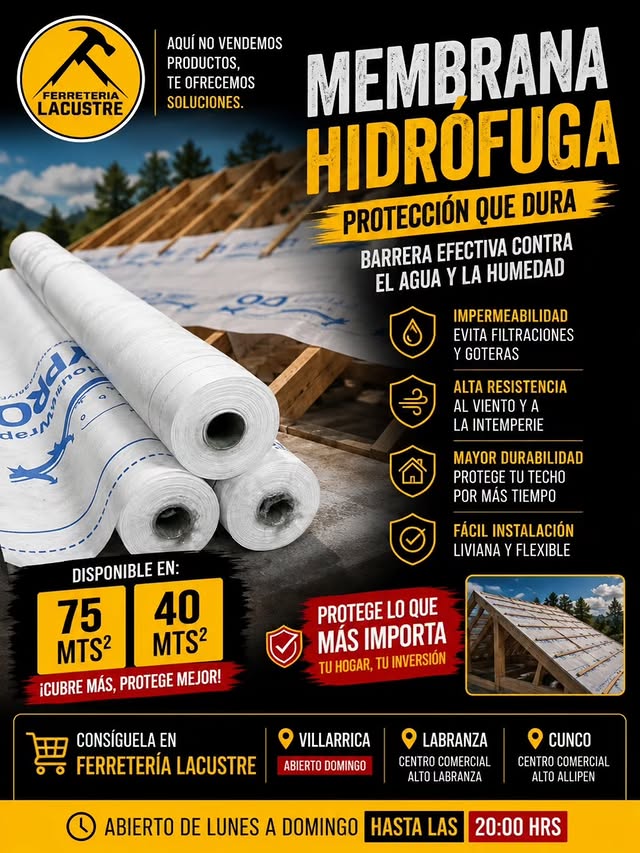 FERRETERIA
LACUSTRE
AQUÍ NO VENDEMOS
PRODUCTOS,
TE OFRECEMOS
SOLUCIONES.
MEMBRANA
HIDRÓFUGA
PROTECCIÓN QUE DURA
BARRERA EFECTIVA CONTRA
EL AGUA Y LA HUMEDAD
IMPERMEABILIDAD
EVITA FILTRACIONES
Y GOTERAS
ALTA RESISTENCIA
AL VIENTO Y A
LA INTEMPERIE
MAYOR DURABILIDAD
PROTEGE TU TECHO
POR MÁS TIEMPO
FÁCIL INSTALACIÓN
LIVIANA Y FLEXIBLE
DISPONIBLE EN:
75
MTS²
40
MTS²
¡CUBRE MÁS, PROTEGE MEJOR!
PROTEGE LO QUE
MÁS IMPORTA
TU HOGAR, TU INVERSIÓN
CONSÍGUELA EN
FERRETERÍA LACUSTRE
VILLARRICA
ABIERTO DOMINGO
LABRANZA
CENTRO COMERCIAL
ALTO LABRANZA
CUNCO
CENTRO COMERCIAL
ALTO ALLIPEN
ABIERTO DE LUNES A DOMINGO HASTA LAS 20:00 HRS